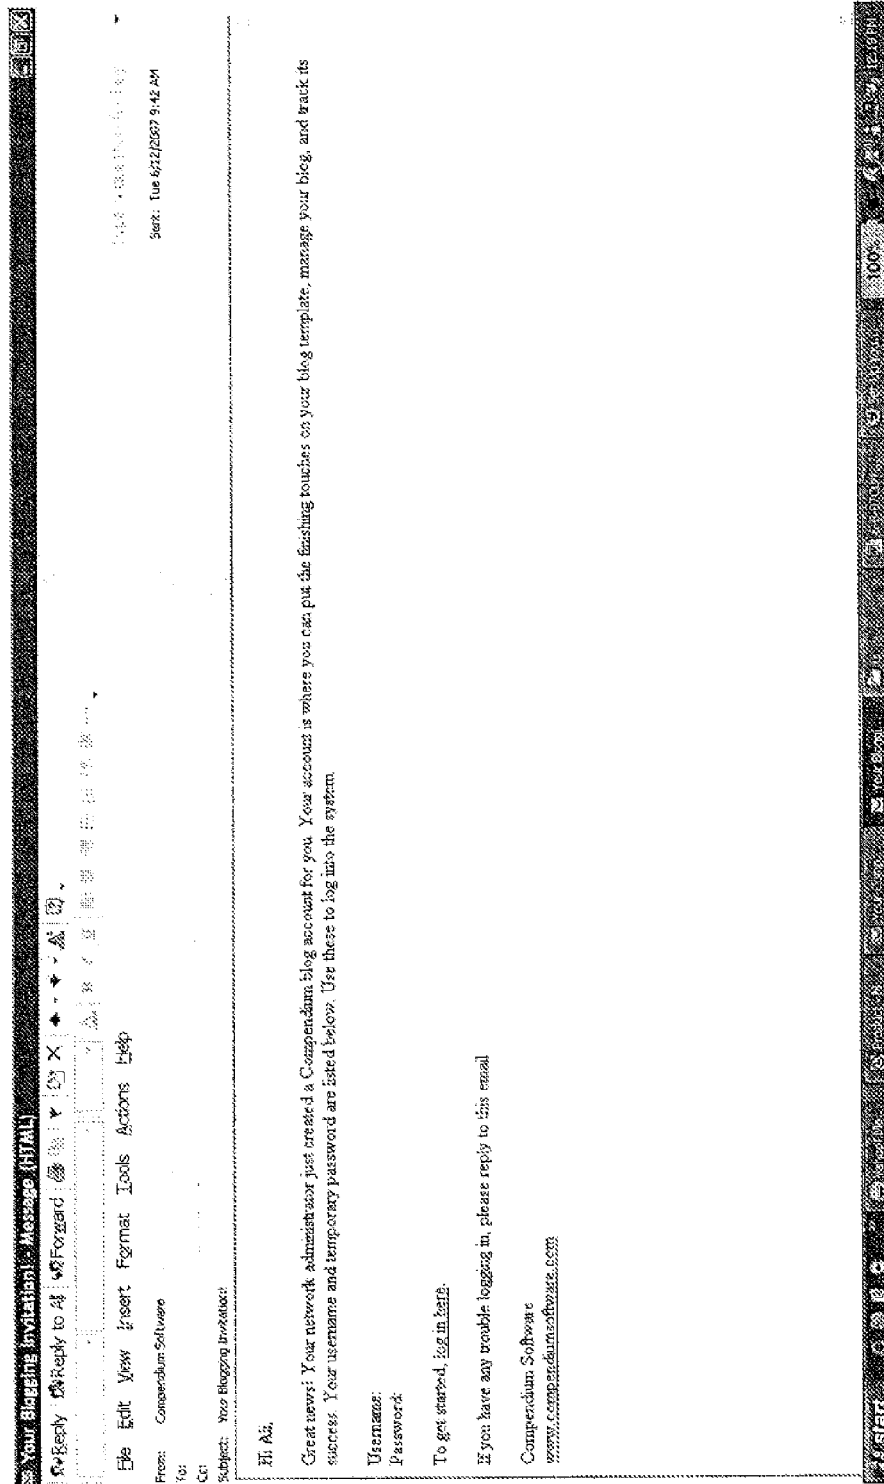 Your Blogging Invitation! - Message (HTML)
Reply Reply to All Forward
File Edit View Insert Format Tools Actions Help
From: Compendium Software
Sent: Tue 6/12/2007 9:42 AM
To:
Cc:
Subject: Your Blogging Invitation!
Hi Ali,
Great news! Your network administrator just created a Compendium blog account for you. Your account is where you can put the finishing touches on your blog template, manage your blog, and track its
success. Your username and temporary password are listed below. Use these to log into the system.
Username:
Password:
To get started, log in here.
If you have any trouble logging in, please reply to this email
Compendium Software
www.compendiumsoftware.com
start
100%